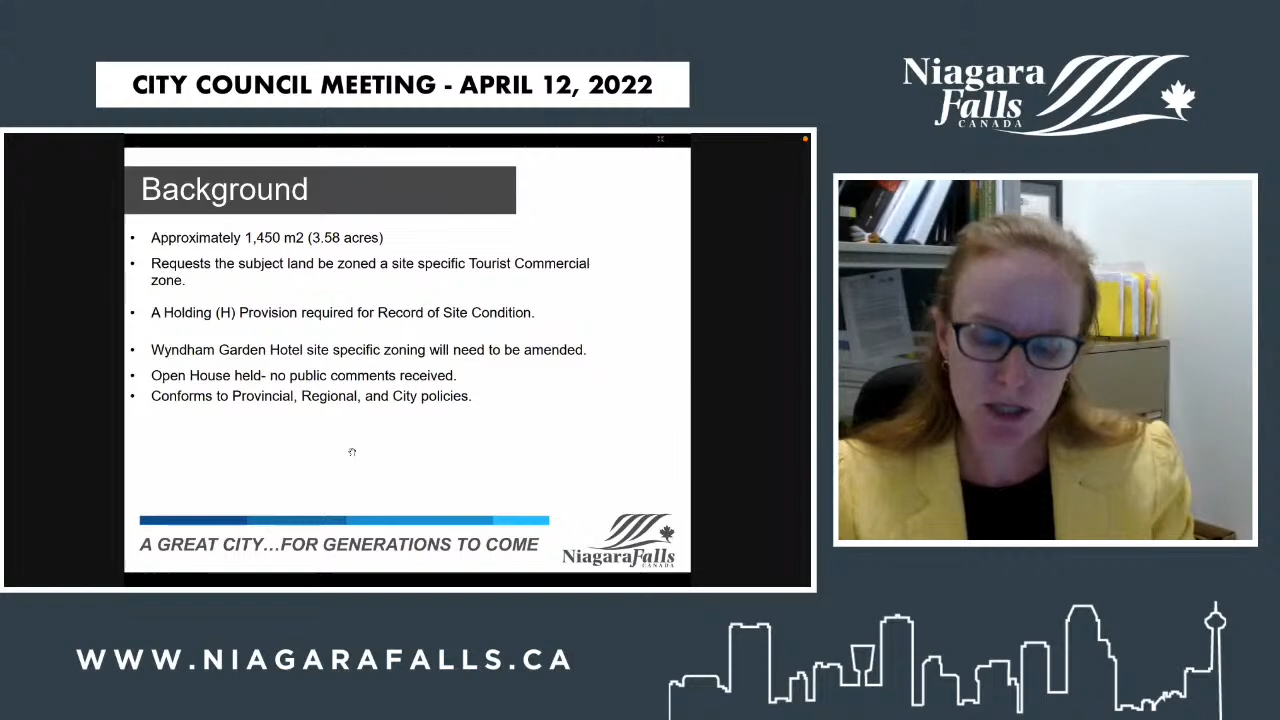 CITY COUNCIL MEETING - APRIL 12, 2022
Niagara
Falls
CANADA
Background
• Approximately 1,450 m2 (3.58 acres)
• Requests the subject land be zoned a site specific Tourist Commercial
zone.
• A Holding (H) Provision required for Record of Site Condition.
• Wyndham Garden Hotel site specific zoning will need to be amended.
• Open House held- no public comments received.
• Conforms to Provincial, Regional, and City policies.
A GREAT CITY...FOR GENERATIONS TO COME
NiagaraFalls
CANADA
WWW.NIAGARAFALLS.CA